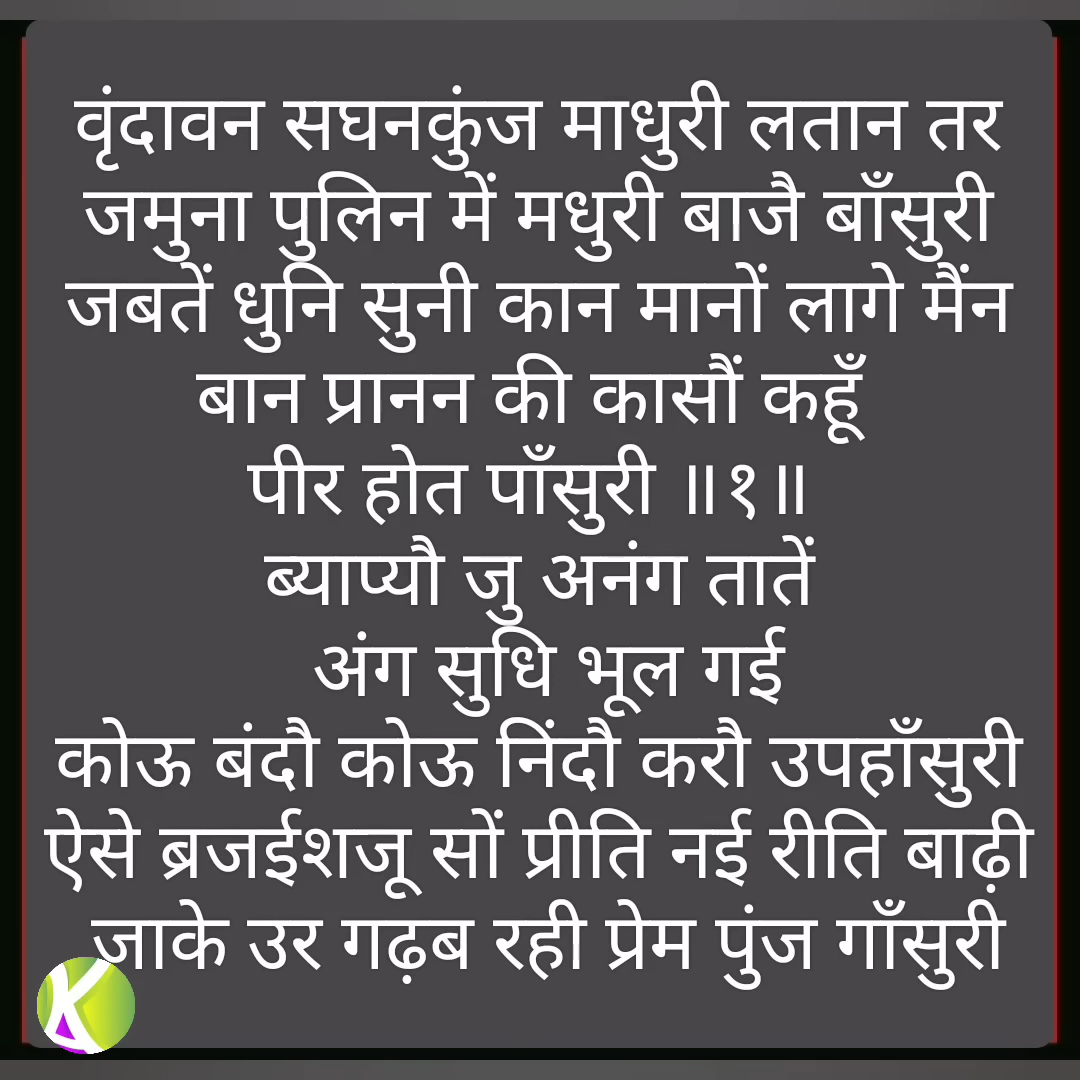 वृंदावन सघनकुंज माधुरी लतान तर
जमुना पुलिन में मधुरी बाजै बाँसुरी
जबतें धुनि सुनी कान मानों लागे मैंन
बान प्रानन की कासौं कहूँ
पीर होत पाँसुरी ॥१॥
ब्याप्यौ जु अनंग तातें
अंग सुधि भूल गई
कोऊ बंदौ कोऊ निंदौ करौ उपहाँसुरी
ऐसे ब्रजईशजू सों प्रीति नई रीति बाढ़ी
जाके उर गढ़ब रही प्रेम पुंज गाँसुरी
K